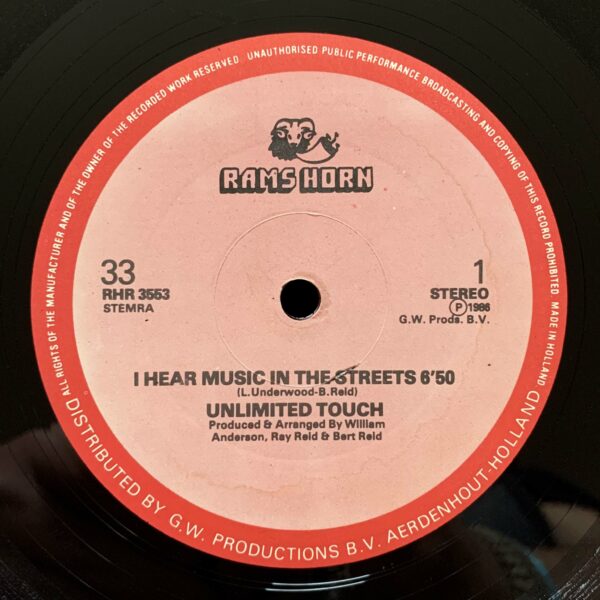 ALL RIGHTS OF THE MANUFACTURER AND OF THE OWNER OF THE RECORDED WORK RESERVED. UNAUTHORISED PUBLIC PERFORMANCE BROADCASTING AND COPYING OF THIS RECORD PROHIBITED. MADE IN HOLLAND
RAMS HORN
33
RHR 3553
STEMRA
1
STEREO
Ⓟ1986
G.W. Prods. B.V.
I HEAR MUSIC IN THE STREETS 6'50
(L.Underwood-B.Reid)
UNLIMITED TOUCH
Produced & Arranged By William
Anderson, Ray Reid & Bert Reid
DISTRIBUTED BY G.W. PRODUCTIONS B.V. AERDENHOUT-HOLLAND